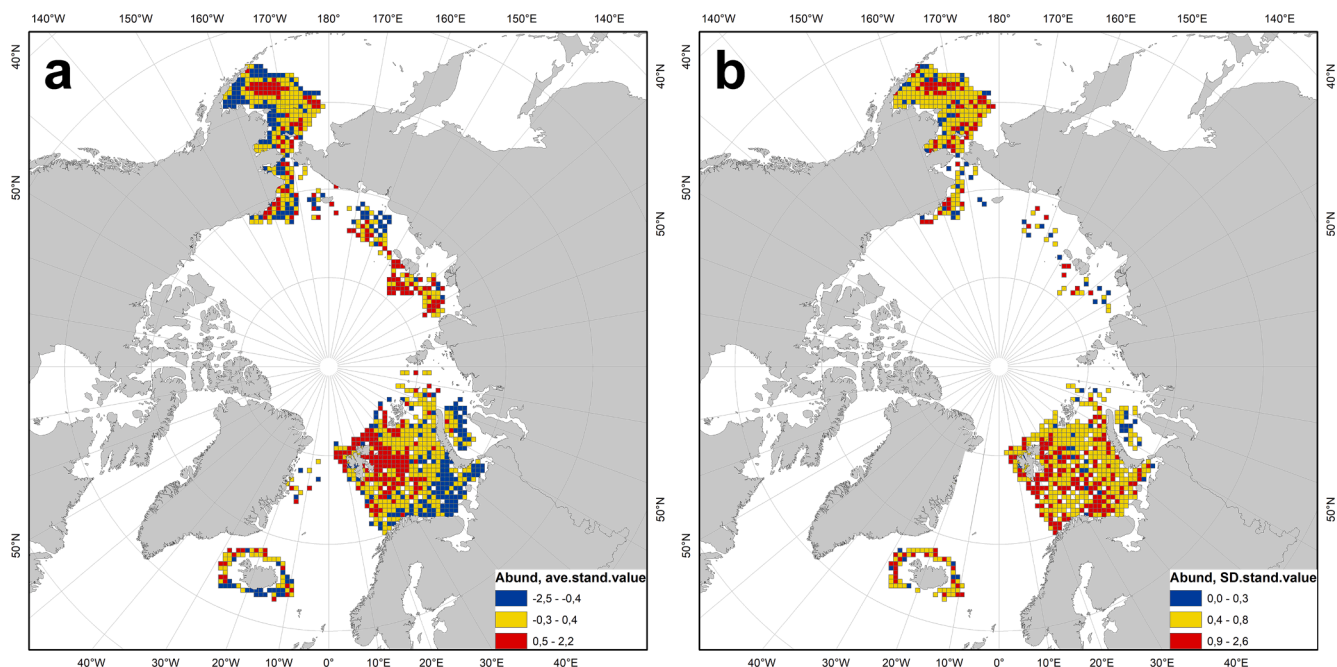 150°W 160°W 170°W 180° 170°E 160°E 150°E 140°E
140°W
40°N
40°N
50°N
50°N
50°N
50°N
a
Abund, ave.stand.value
-2,5 - -0,4
-0,3 - 0,4
0,5 - 2,2
40°W 30°W 20°W 10°W 0° 10°E 20°E 30°E 40°E
150°W 160°W 170°W 180° 170°E 160°E 150°E 140°E
140°W
40°N
40°N
50°N
50°N
50°N
50°N
b
Abund, SD.stand.value
0,0 - 0,3
0,4 - 0,8
0,9 - 2,6
40°W 30°W 20°W 10°W 0° 10°E 20°E 30°E 40°E